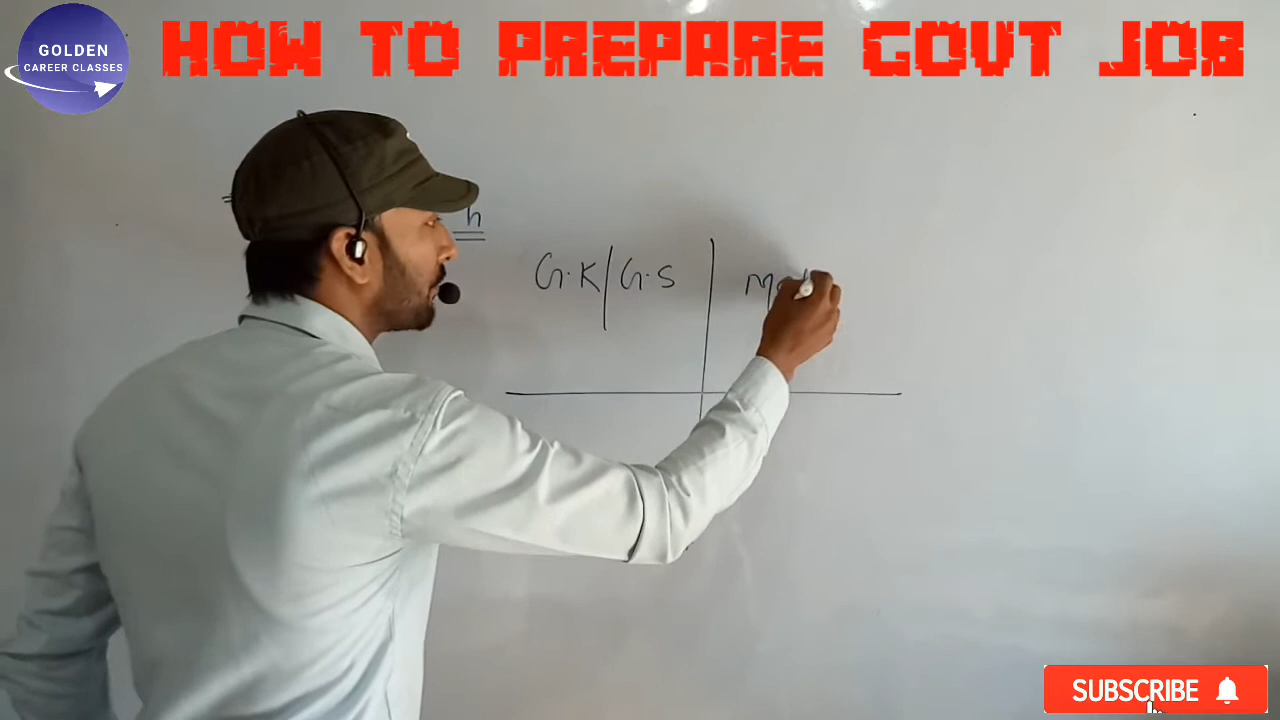 GOLDEN
CAREER CLASSES
HOW TO PREPARE GOVT JOB
h
G.K/G.S
SUBSCRIBE